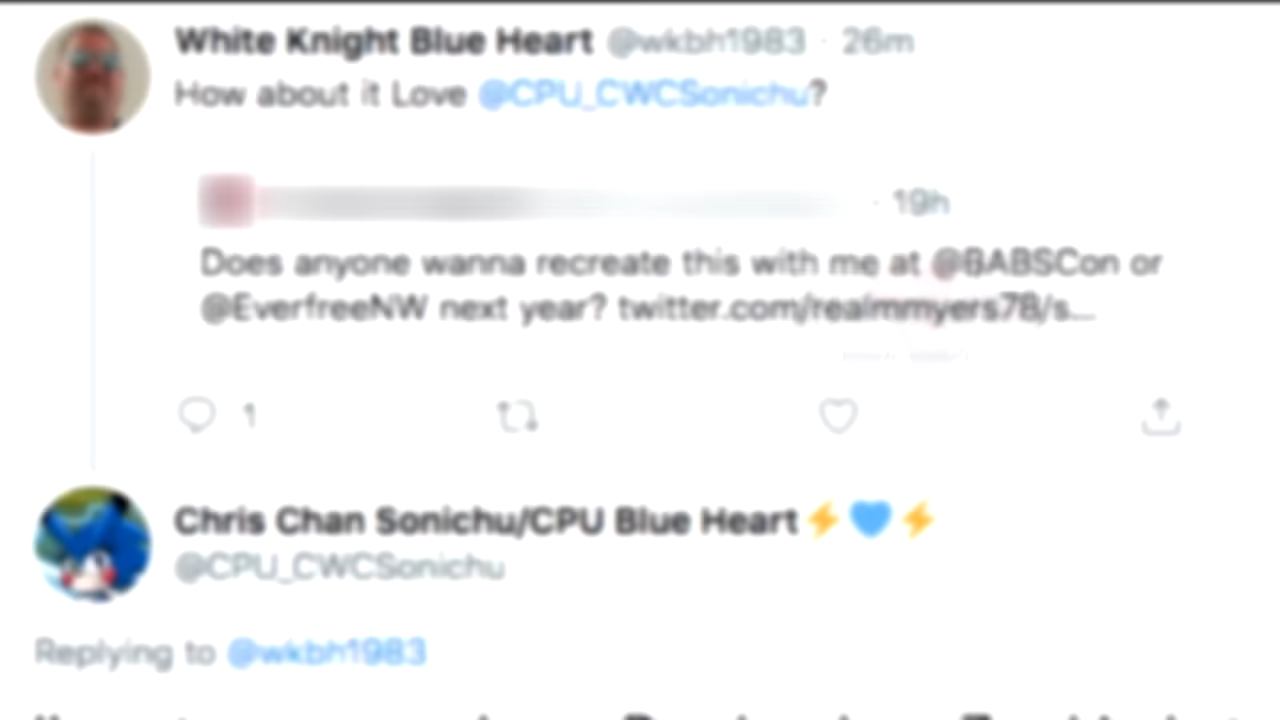 White Knight Blue Heart @wkbh1983 · 26m
How about it Love @CPU_CWCSonichu?
· 19h
Does anyone wanna recreate this with me at @BABSCon or
@EverfreeNW next year? twitter.com/realmmyers78/s...
1
Chris Chan Sonichu/CPU Blue Heart⚡💙⚡
@CPU_CWCSonichu
Replying to @wkbh1983